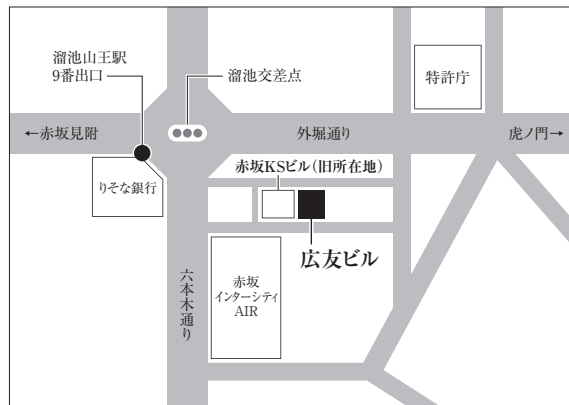 溜池山王駅
9番出口
溜池交差点
特許庁
←赤坂見附
外堀通り
虎ノ門→
りそな銀行
赤坂KSビル(旧所在地)
広友ビル
六本木通り
赤坂
インターシティ
AIR